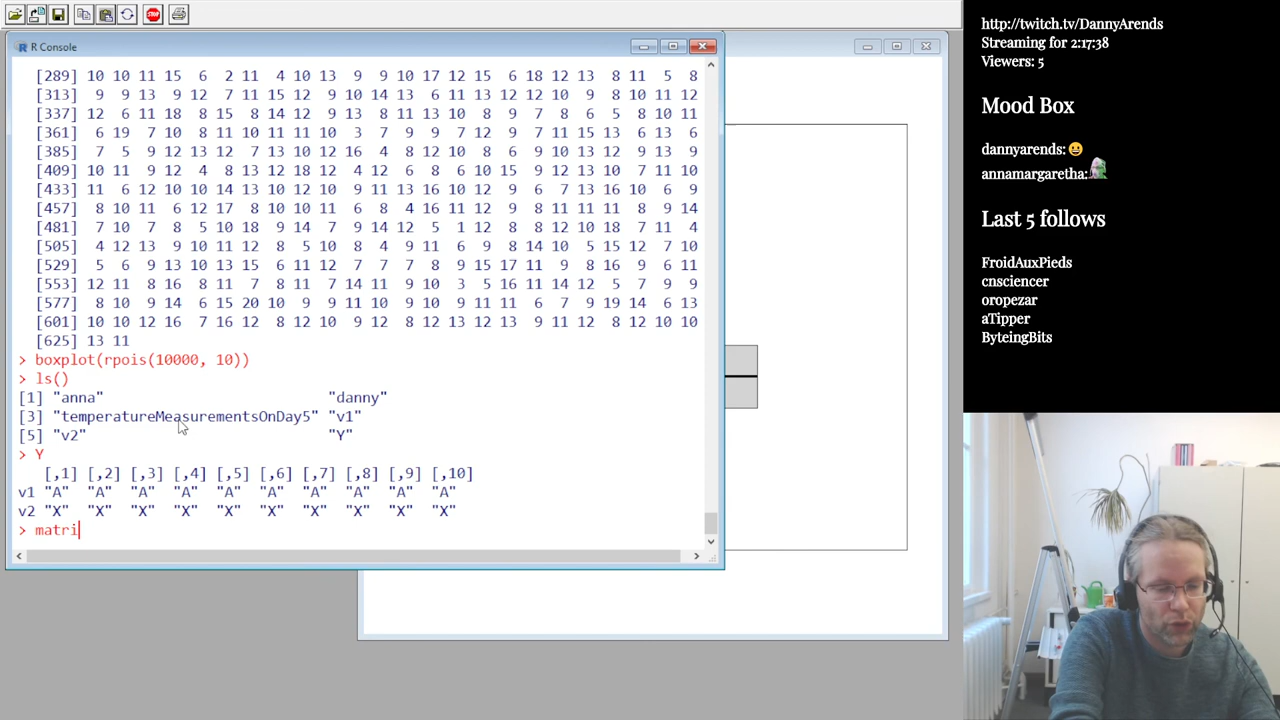 R Console
[289] 10 10 11 15 6 2 11 4 10 13 9 9 10 17 12 15 6 18 12 13 8 11 5 8
[313] 9 9 13 9 12 7 11 15 12 9 10 14 13 6 11 13 12 12 10 9 8 10 11 12
[337] 12 6 11 18 8 15 8 14 12 9 13 8 11 13 10 8 9 7 8 6 5 8 10 11
[361] 6 19 7 10 8 11 10 11 11 10 3 7 9 9 7 12 9 7 11 15 13 6 13 6
[385] 7 5 9 12 13 12 7 13 10 12 16 4 8 12 10 8 6 9 10 13 12 9 13 9
[409] 10 11 9 12 4 8 13 12 18 12 4 12 6 8 6 10 15 9 12 13 10 7 11 10
[433] 11 6 12 10 10 14 13 10 12 10 9 11 13 16 10 12 9 6 7 13 16 10 6 9
[457] 8 10 11 6 12 17 8 10 10 11 6 8 4 16 11 12 9 8 11 11 11 8 9 14
[481] 7 10 7 8 5 10 18 9 14 7 9 14 12 5 1 12 8 8 12 10 18 7 11 4
[505] 4 12 13 9 10 11 12 8 5 10 8 4 9 11 6 9 8 14 10 5 15 12 7 10
[529] 5 6 9 13 10 13 15 6 11 12 7 7 7 8 9 15 17 11 9 8 16 9 6 11
[553] 12 11 8 16 8 11 7 8 11 7 14 11 9 10 3 5 16 11 14 12 5 7 9 9
[577] 8 10 9 14 6 15 20 10 9 9 11 10 9 10 9 11 11 6 7 9 19 14 6 13
[601] 10 10 12 16 7 16 12 8 12 10 9 12 8 12 13 12 13 9 11 12 8 12 10 10
[625] 13 11
> boxplot(rpois(10000, 10))
> ls()
[1] "anna" "danny"
[3] "temperatureMeasurementsOnDay5" "v1"
[5] "v2" "Y"
> Y
[,1] [,2] [,3] [,4] [,5] [,6] [,7] [,8] [,9] [,10]
v1 "A" "A" "A" "A" "A" "A" "A" "A" "A" "A"
v2 "X" "X" "X" "X" "X" "X" "X" "X" "X" "X"
> matri
http://twitch.tv/DannyArends
Streaming for 2:17:38
Viewers: 5
Mood Box
dannyarends:
annamargaretha:
Last 5 follows
FroidAuxPieds
cnsciencer
oropezar
aTipper
ByteingBits
STOP